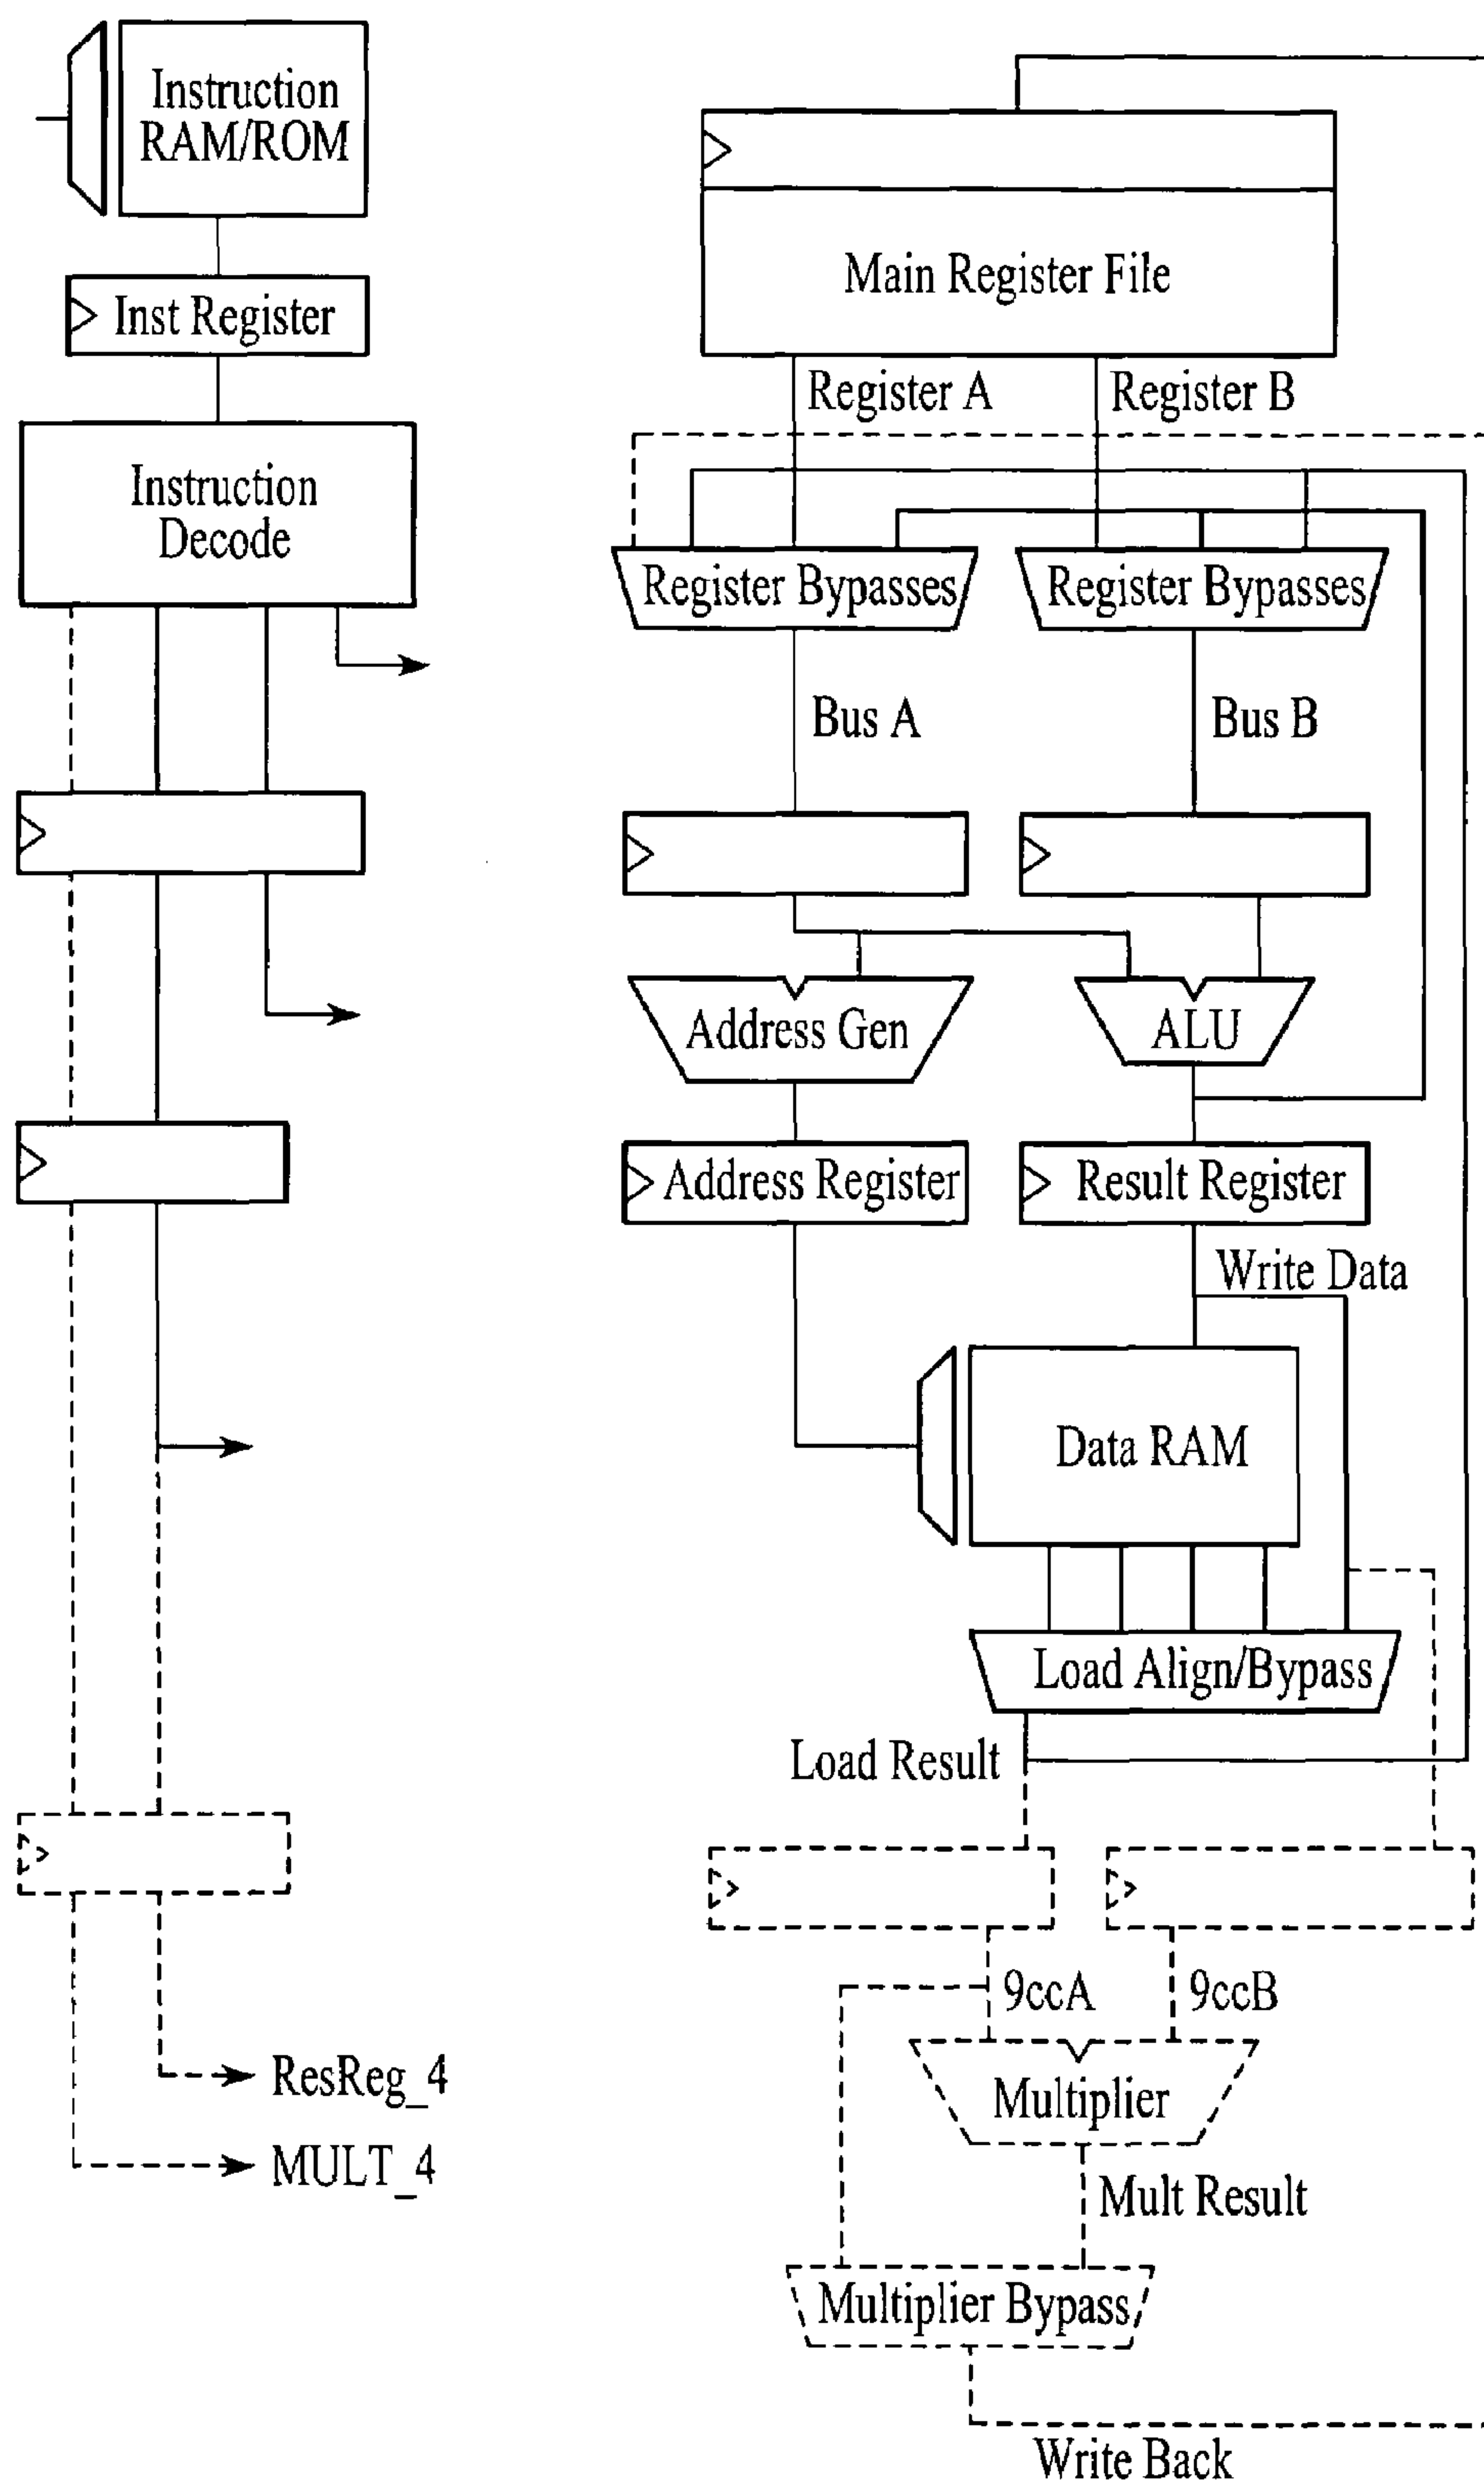 Instruction
RAM/ROM
Inst Register
Instruction
Decode
ResReg_4
MULT_4
Main Register File
Register A
Register B
Register Bypasses
Register Bypasses
Bus A
Bus B
Address Gen
ALU
Address Register
Result Register
Write Data
Data RAM
Load Align/Bypass
Load Result
9ccA
9ccB
Multiplier
Mult Result
Multiplier Bypass
Write Back